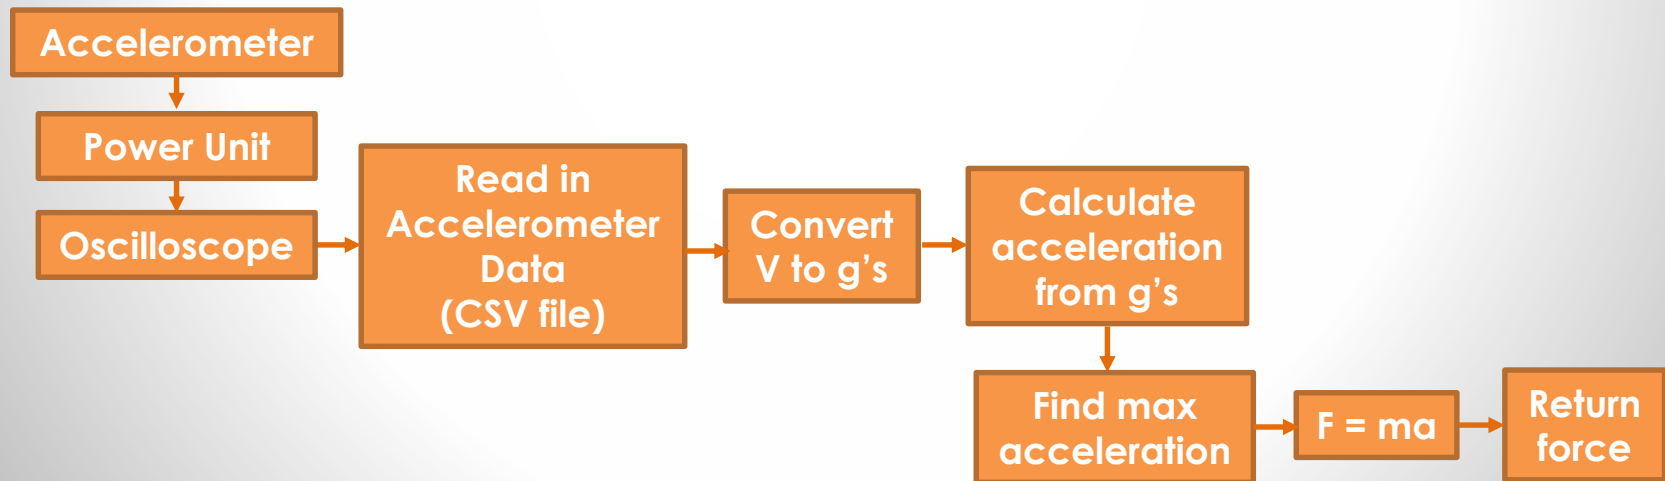 Accelerometer
Power Unit
Oscilloscope
Read in
Accelerometer
Data
(CSV file)
Convert
V to g’s
Calculate
acceleration
from g’s
Find max
acceleration
F = ma
Return
force